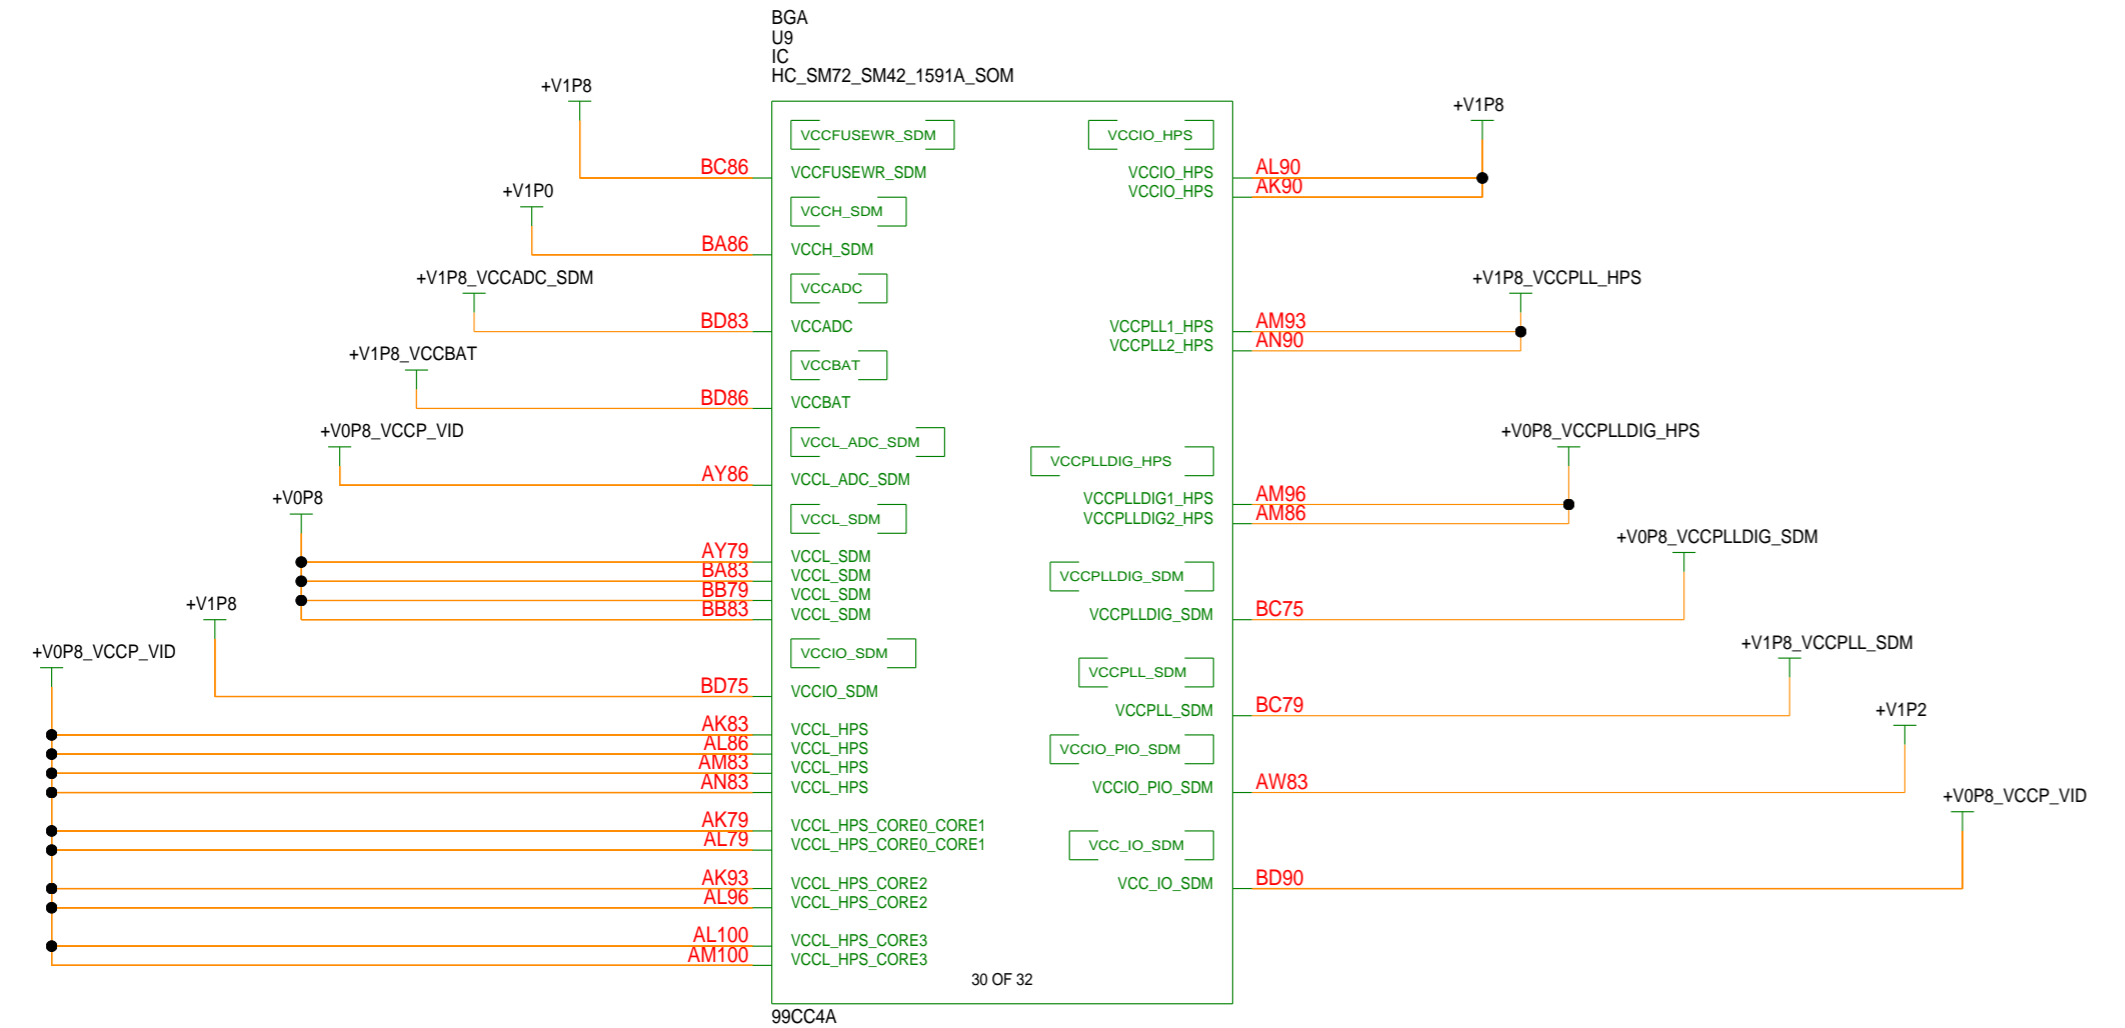 BGA
U9
IC
HC_SM72_SM42_1591A_SOM
+V1P8
VCCFUSEWR_SDM
BC86 VCCFUSEWR_SDM
+V1P0
VCCH_SDM
BA86 VCCH_SDM
+V1P8_VCCADC_SDM
VCCADC
BD83 VCCADC
+V1P8_VCCBAT
VCCBAT
BD86 VCCBAT
+V0P8_VCCP_VID
VCCL_ADC_SDM
AY86 VCCL_ADC_SDM
+V0P8
VCCL_SDM
AY79 VCCL_SDM
BA83 VCCL_SDM
BB79 VCCL_SDM
BB83 VCCL_SDM
+V1P8
VCCIO_SDM
BD75 VCCIO_SDM
+V0P8_VCCP_VID
AK83 VCCL_HPS
AL86 VCCL_HPS
AM83 VCCL_HPS
AN83 VCCL_HPS
AK79 VCCL_HPS_CORE0_CORE1
AL79 VCCL_HPS_CORE0_CORE1
AK93 VCCL_HPS_CORE2
AL96 VCCL_HPS_CORE2
AL100 VCCL_HPS_CORE3
AM100 VCCL_HPS_CORE3
+V1P8
VCCIO_HPS
VCCIO_HPS AL90
VCCIO_HPS AK90
+V1P8_VCCPLL_HPS
VCCPLL1_HPS AM93
VCCPLL2_HPS AN90
+V0P8_VCCPLLDIG_HPS
VCCPLLDIG_HPS
VCCPLLDIG1_HPS AM96
VCCPLLDIG2_HPS AM86
+V0P8_VCCPLLDIG_SDM
VCCPLLDIG_SDM
VCCPLLDIG_SDM BC75
+V1P8_VCCPLL_SDM
VCCPLL_SDM
VCCPLL_SDM BC79
+V1P2
VCCIO_PIO_SDM
VCCIO_PIO_SDM AW83
+V0P8_VCCP_VID
VCC_IO_SDM
VCC_IO_SDM BD90
30 OF 32
99CC4A